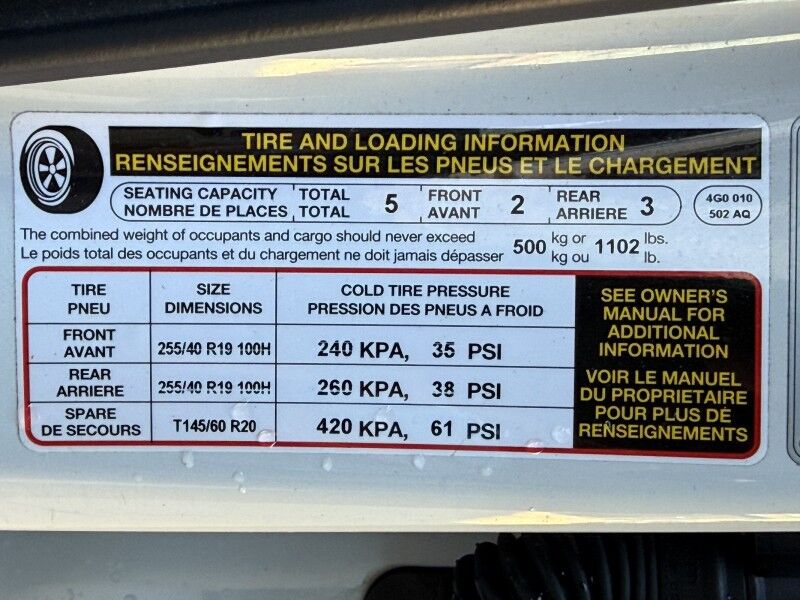 TIRE AND LOADING INFORMATION
RENSEIGNEMENTS SUR LES PNEUS ET LE CHARGEMENT
SEATING CAPACITY TOTAL 5 FRONT 2 REAR 3
NOMBRE DE PLACES TOTAL AVANT ARRIERE
4G0 010
502 AQ
The combined weight of occupants and cargo should never exceed 500 kg or 1102 lbs.
Le poids total des occupants et du chargement ne doit jamais dépasser kg ou lb.
TIRE SIZE COLD TIRE PRESSURE
PNEU DIMENSIONS PRESSION DES PNEUS A FROID
FRONT
AVANT 255/40 R19 100H 240 KPA, 35 PSI
REAR
ARRIERE 255/40 R19 100H 260 KPA, 38 PSI
SPARE
DE SECOURS T145/60 R20 420 KPA, 61 PSI
SEE OWNER'S
MANUAL FOR
ADDITIONAL
INFORMATION
VOIR LE MANUEL
DU PROPRIETAIRE
POUR PLUS DE
RENSEIGNEMENTS